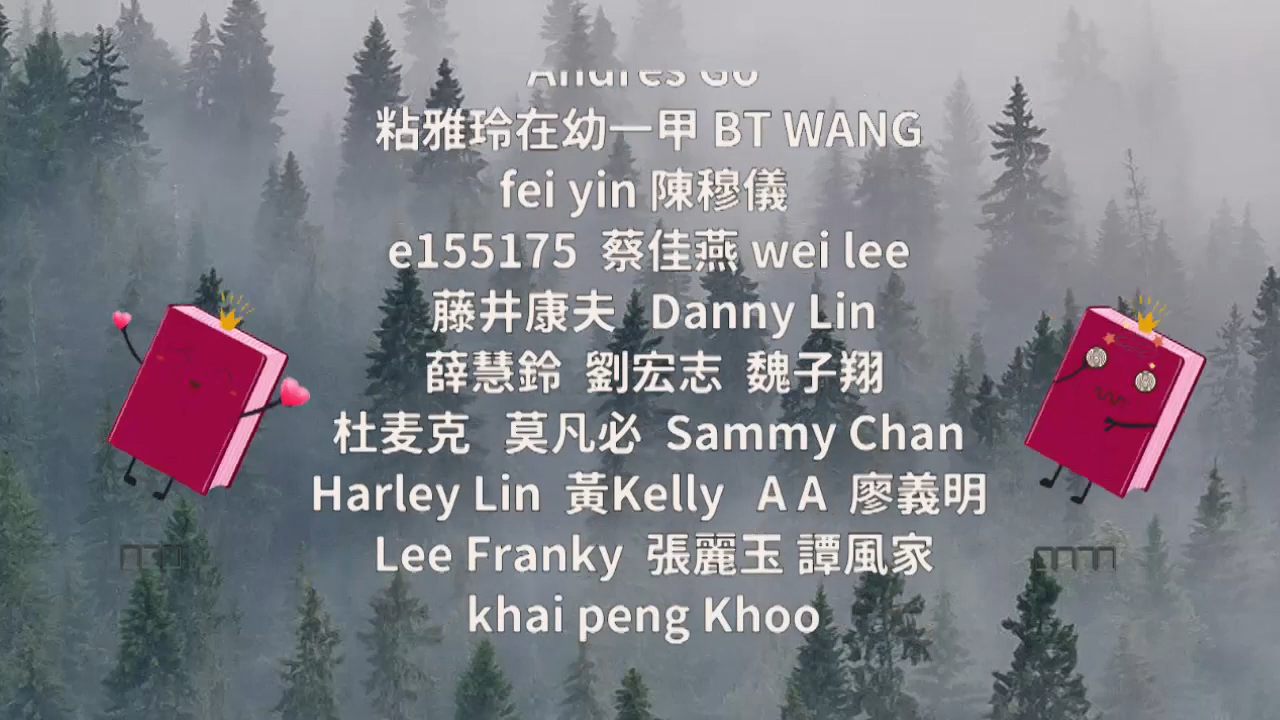 Andres Go
粘雅玲在幼一甲 BT WANG
fei yin 陳穆儀
e155175 蔡佳燕 wei lee
藤井康夫 Danny Lin
薛慧鈴 劉宏志 魏子翔
杜麦克 莫凡必 Sammy Chan
Harley Lin 黃Kelly A A 廖義明
Lee Franky 張麗玉 譚風家
khai peng Khoo